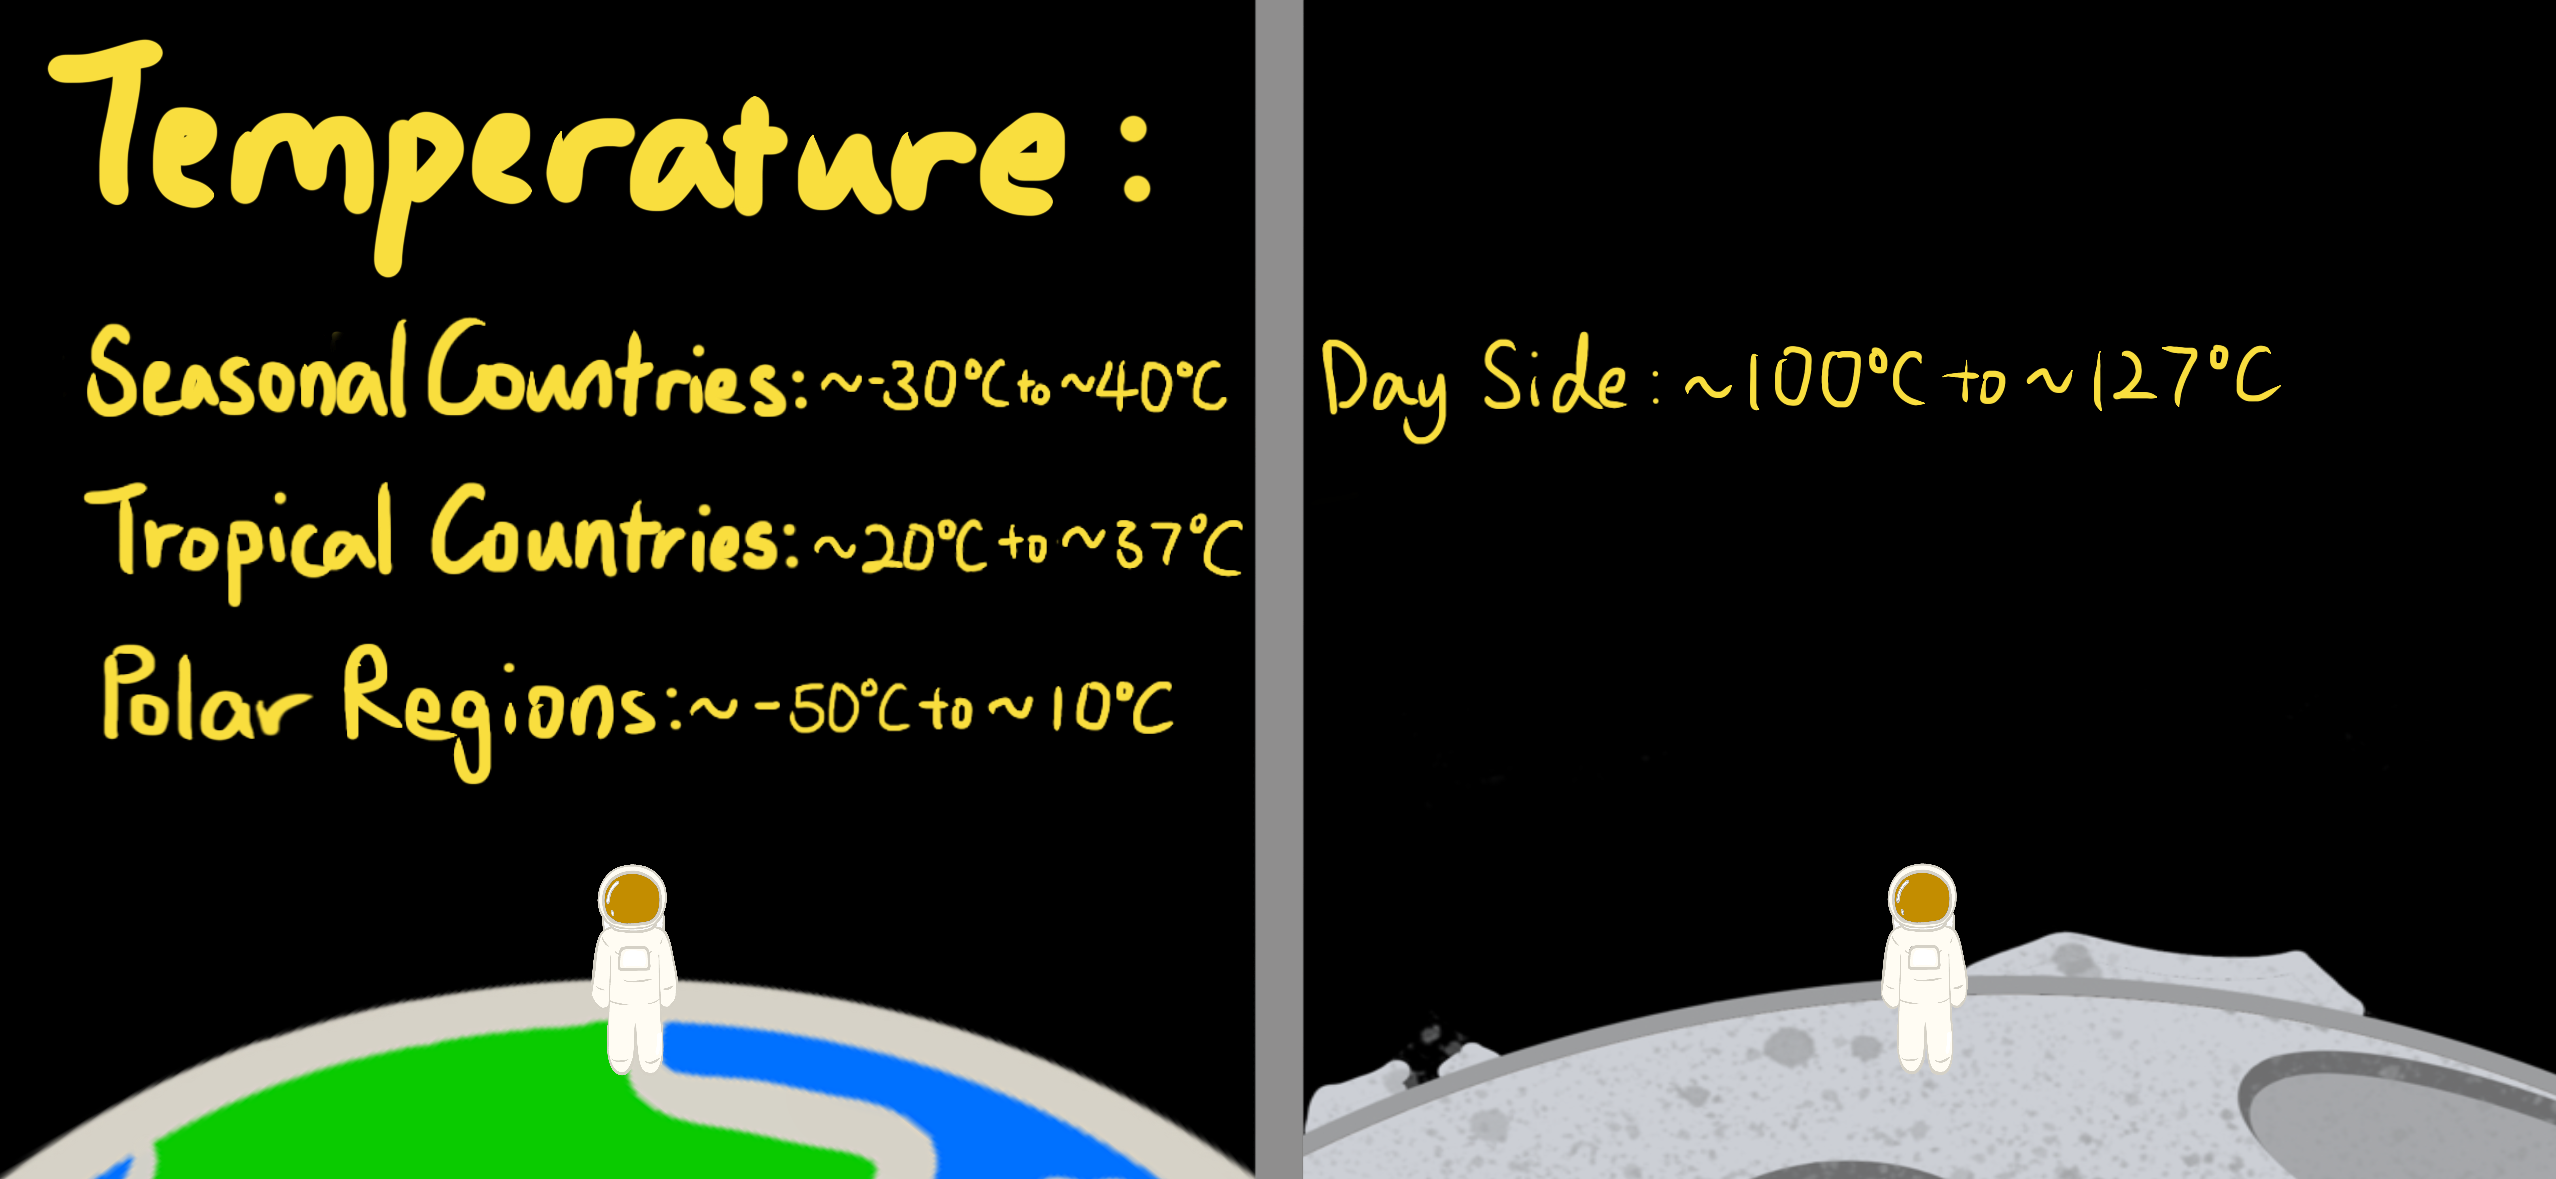 Temperature:
Seasonal Countries: ~-30°C to ~40°C
Tropical Countries: ~20°C to ~37°C
Polar Regions: ~ -50°C to ~10°C
Day Side: ~100°C to ~127°C